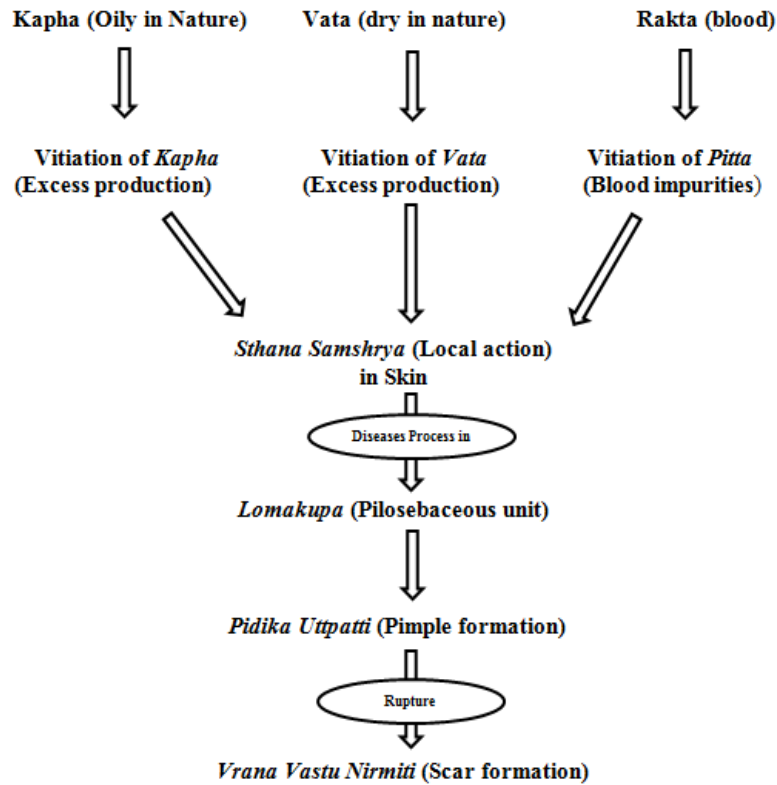 Kapha (Oily in Nature)
Vata (dry in nature)
Rakta (blood)
Vitiation of Kapha
(Excess production)
Vitiation of Vata
(Excess production)
Vitiation of Pitta
(Blood impurities)
Sthana Samshrya (Local action)
in Skin
Diseases Process in
Lomakupa (Pilosebaceous unit)
Pidika Uttpatti (Pimple formation)
Rupture
Vrana Vastu Nirmiti (Scar formation)